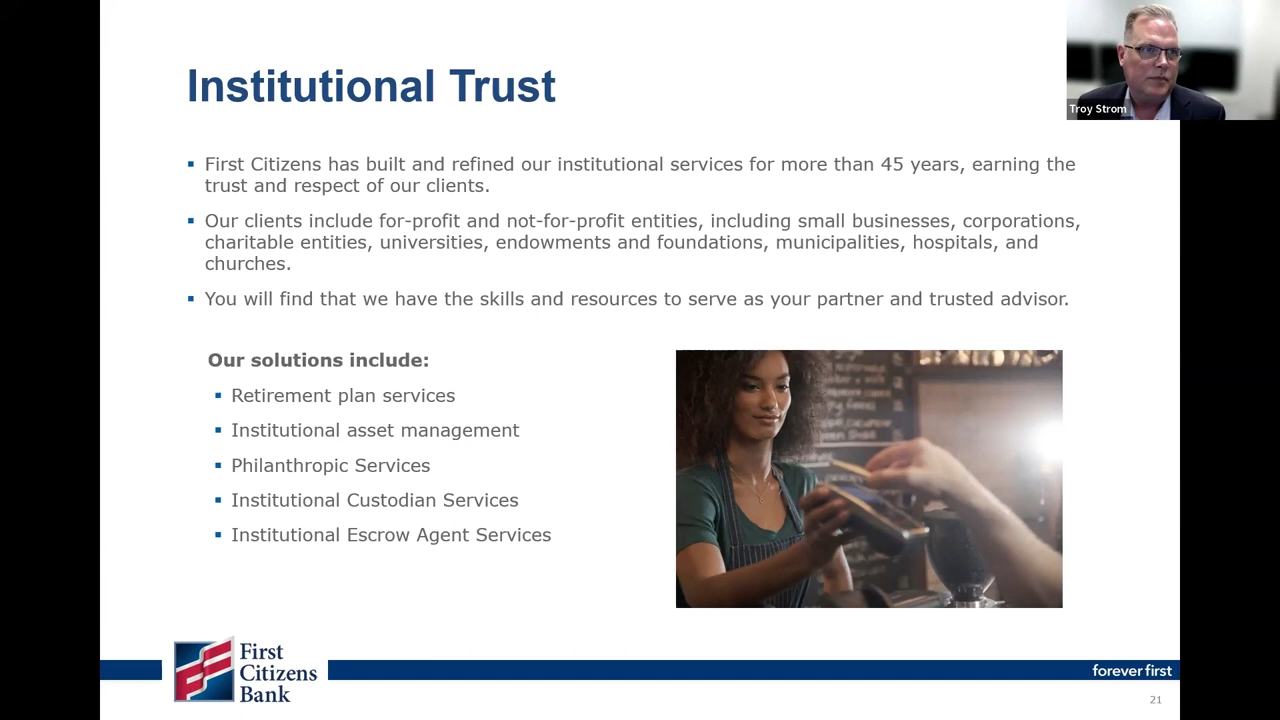 Institutional Trust
Troy Strom
First Citizens has built and refined our institutional services for more than 45 years, earning the
trust and respect of our clients.
Our clients include for-profit and not-for-profit entities, including small businesses, corporations,
charitable entities, universities, endowments and foundations, municipalities, hospitals, and
churches.
You will find that we have the skills and resources to serve as your partner and trusted advisor.
Our solutions include:
Retirement plan services
Institutional asset management
Philanthropic Services
Institutional Custodian Services
Institutional Escrow Agent Services
First
Citizens
Bank
forever first
21